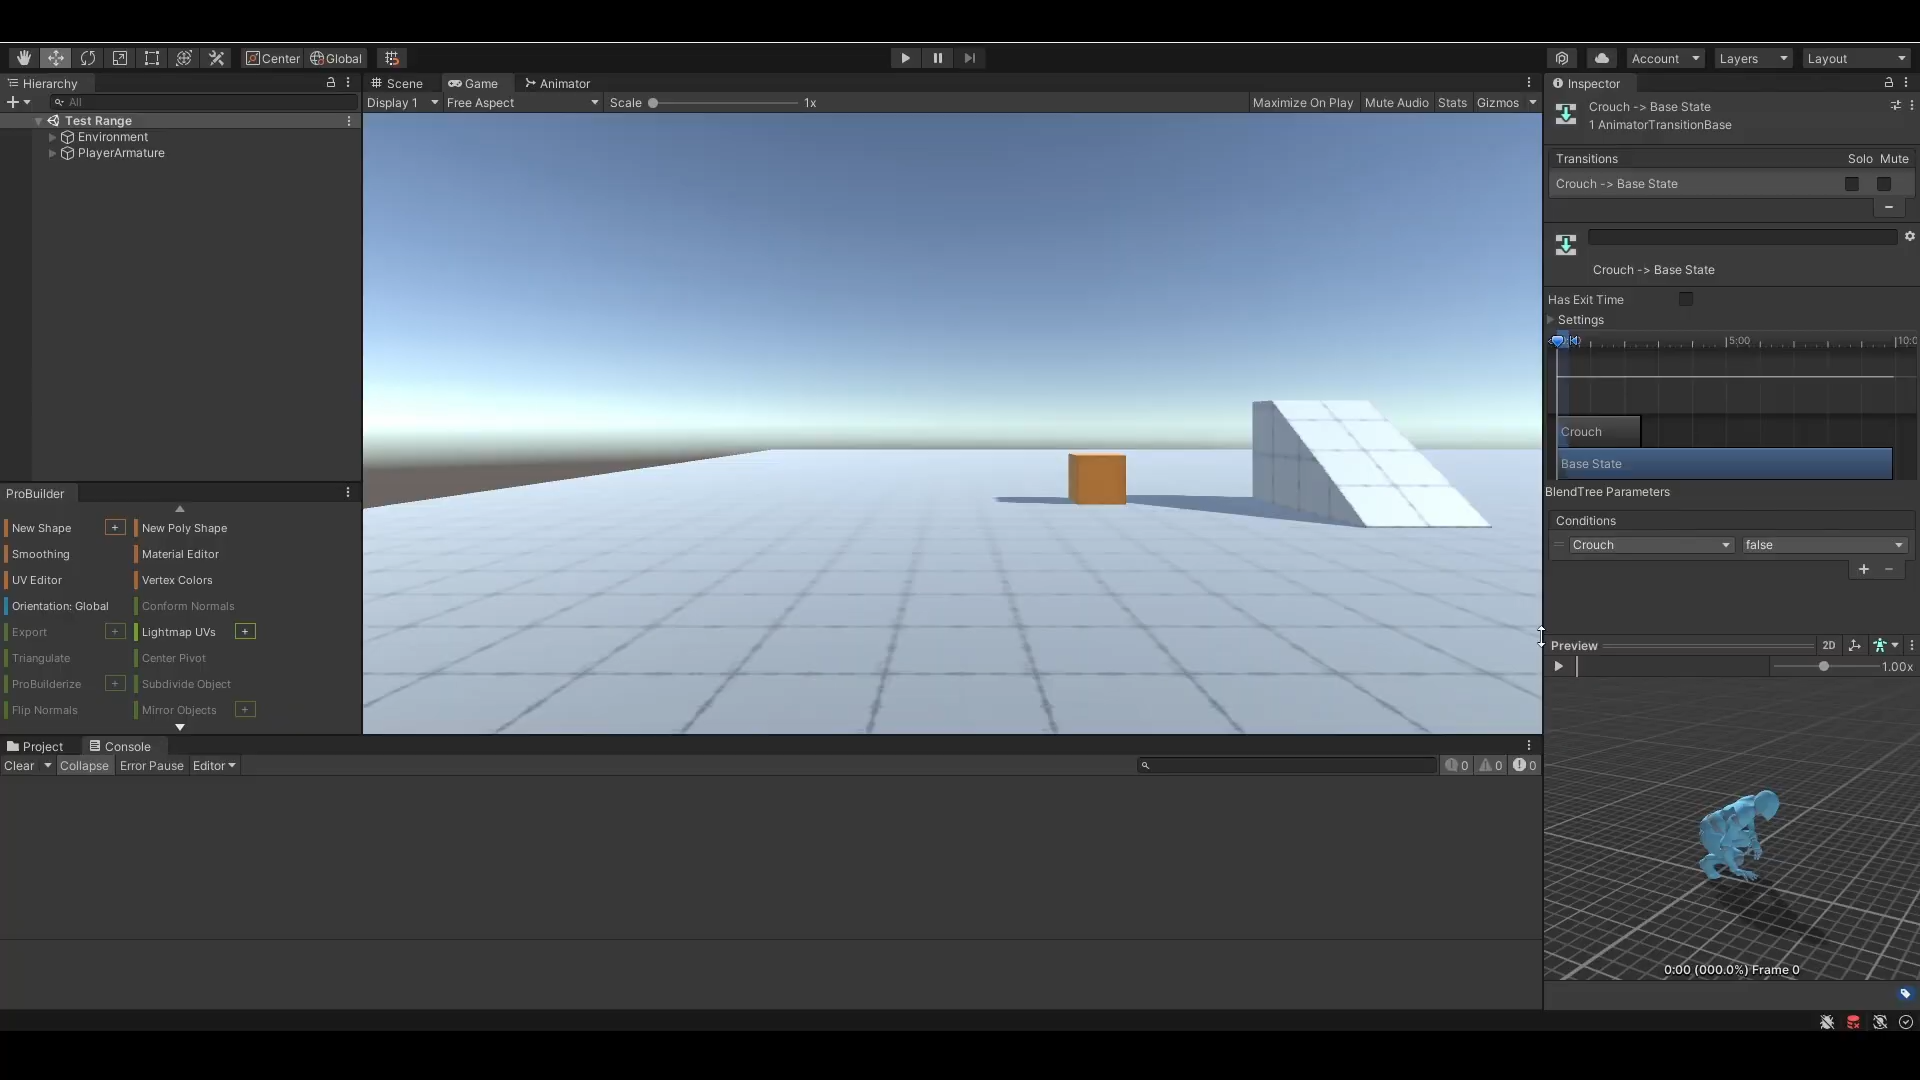 Center Global Account Layers Layout
Hierarchy
All
Test Range
Environment
PlayerArmature
ProBuilder
New Shape + New Poly Shape
Smoothing Material Editor
UV Editor Vertex Colors
Orientation: Global Conform Normals
Export + Lightmap UVs +
Triangulate Center Pivot
ProBuilderize + Subdivide Object
Flip Normals Mirror Objects +
Scene Game Animator
Display 1 Free Aspect Scale 1x Maximize On Play Mute Audio Stats Gizmos
Project Console
Clear Collapse Error Pause Editor 0 0 0
Inspector
Crouch -> Base State
1 AnimatorTransitionBase
Transitions Solo Mute
Crouch -> Base State
Crouch -> Base State
Has Exit Time
Settings
5:00
Crouch
Base State
BlendTree Parameters
Conditions
Crouch false
Preview 2D
1.00x
0:00 (000.0%) Frame 0